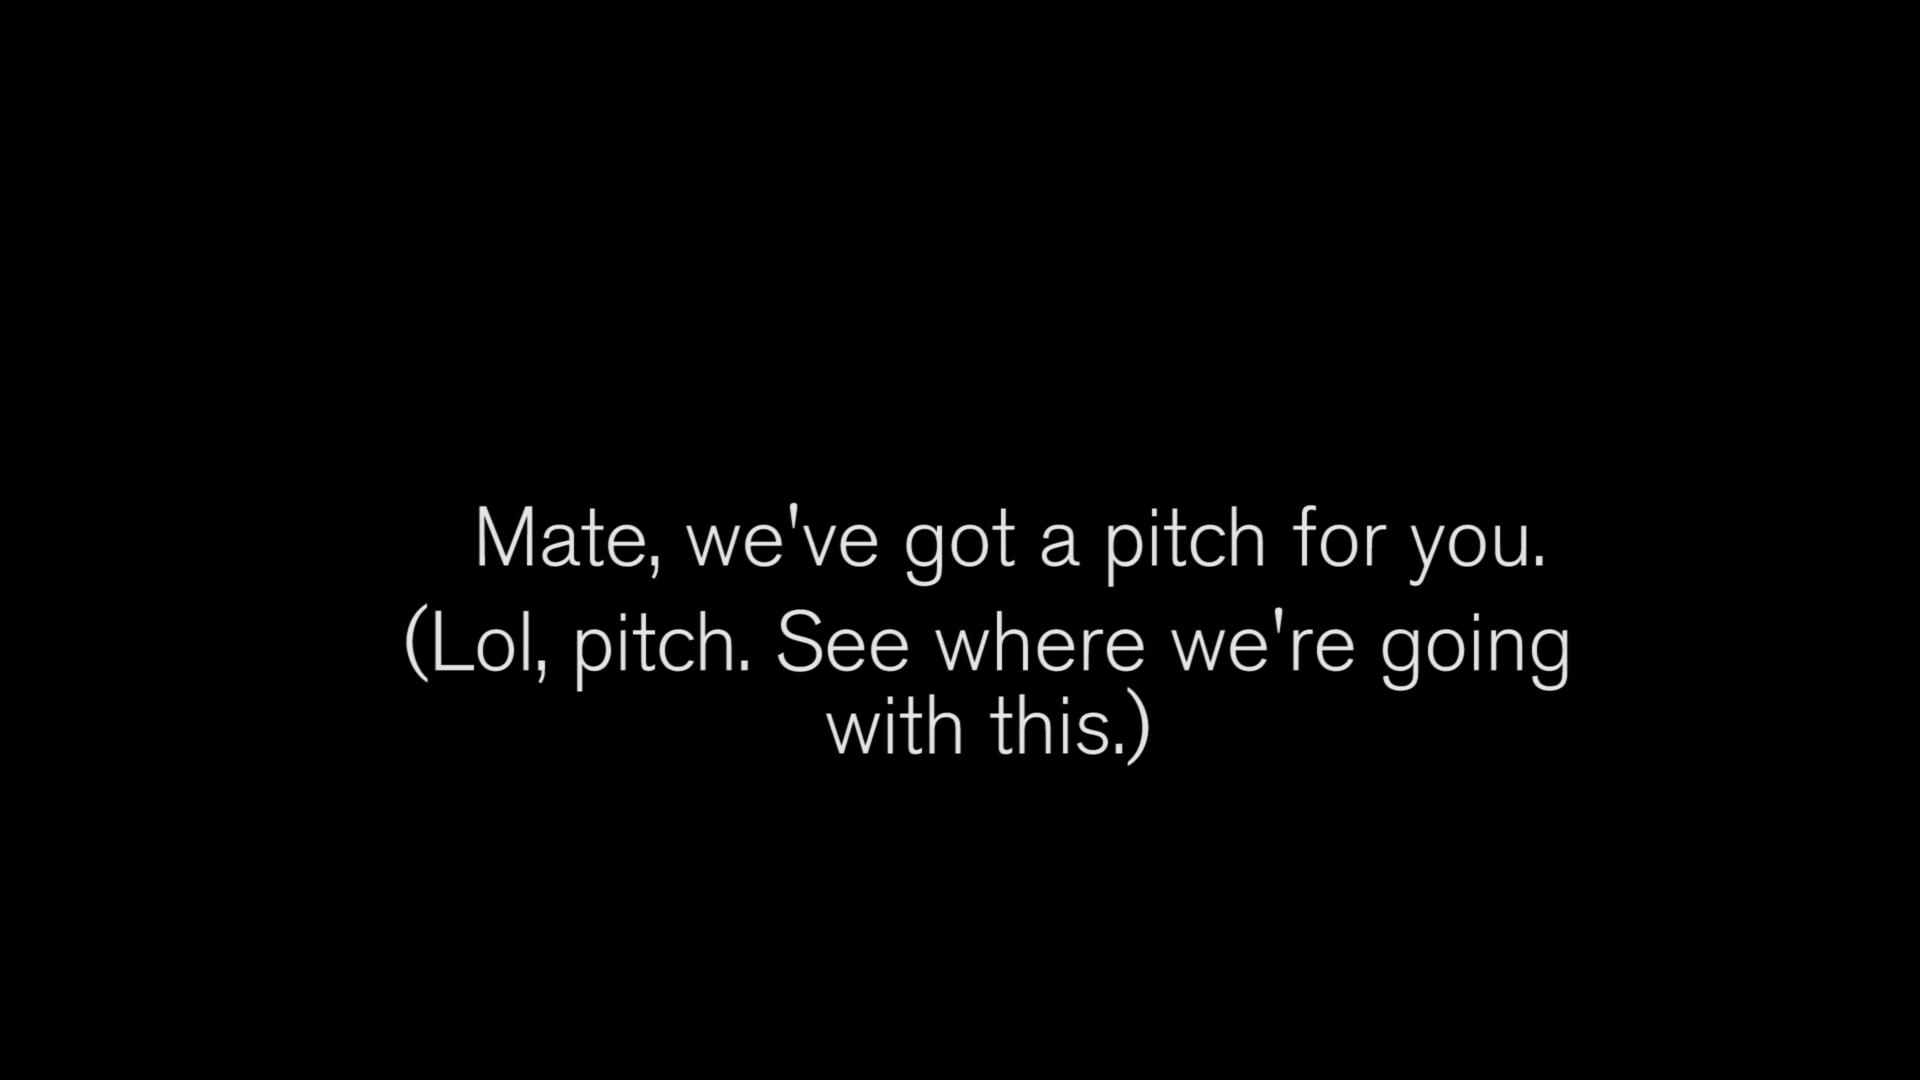 Mate, we've got a pitch for you.
(Lol, pitch. See where we're going
with this.)